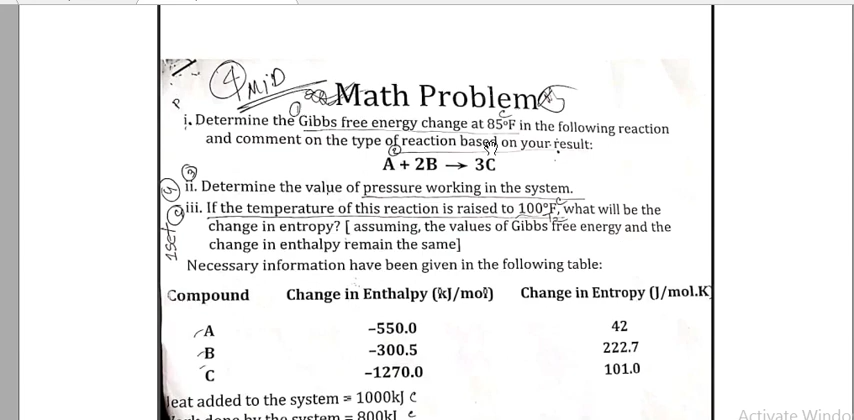 4 MID
Math Problem
i. Determine the Gibbs free energy change at 85°F in the following reaction
and comment on the type of reaction based on your result:
A + 2B → 3C
ii. Determine the value of pressure working in the system.
iii. If the temperature of this reaction is raised to 100°F, what will be the
change in entropy? [ assuming, the values of Gibbs free energy and the
change in enthalpy remain the same]
Necessary information have been given in the following table:
Compound Change in Enthalpy (kJ/mol) Change in Entropy (J/mol.K
A -550.0 42
B -300.5 222.7
C -1270.0 101.0
eat added to the system = 1000kJ
done by the system = 800kJ
Activate Windo